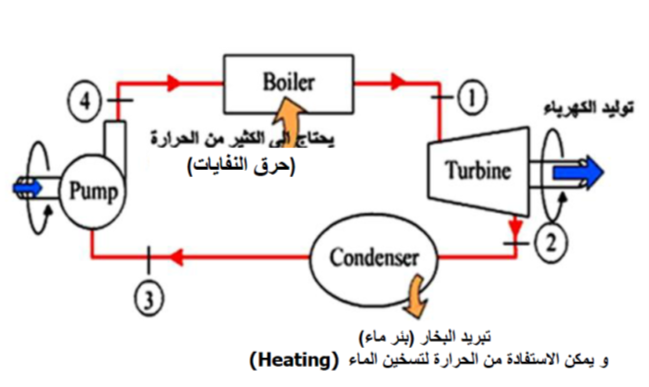 Boiler
4
1
يحتاج الى الكثير من الحرارة
(حرق النفايات)
توليد الكهرباء
Pump
Turbine
2
Condenser
3
تبريد البخار (بئر ماء)
و يمكن الاستفادة من الحرارة لتسخين الماء (Heating)